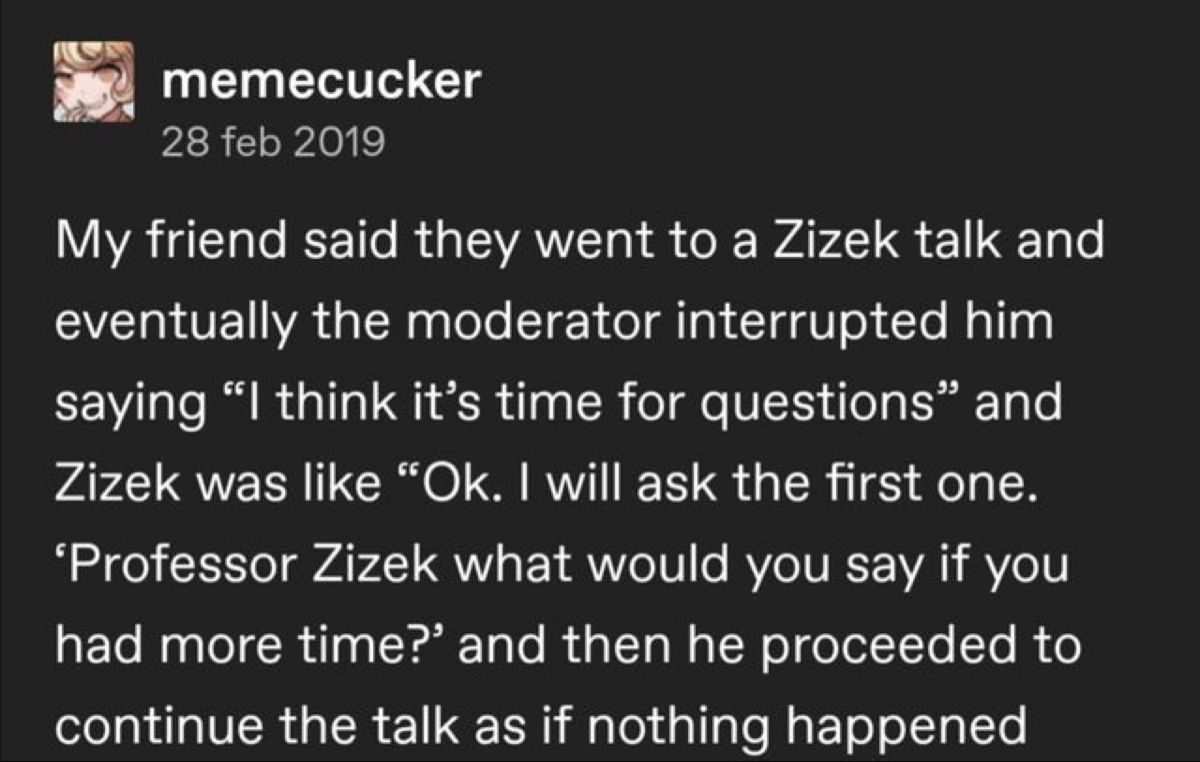 memecucker
28 feb 2019
My friend said they went to a Zizek talk and
eventually the moderator interrupted him
saying “I think it’s time for questions” and
Zizek was like “Ok. I will ask the first one.
‘Professor Zizek what would you say if you
had more time?’ and then he proceeded to
continue the talk as if nothing happened